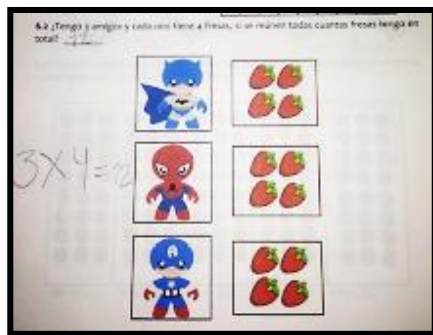 6.2 ¿Tengo 3 amigos y cada uno tiene 4 fresas, si se reúnen todas cuantas fresas tengo en
total? 12
3X4=12